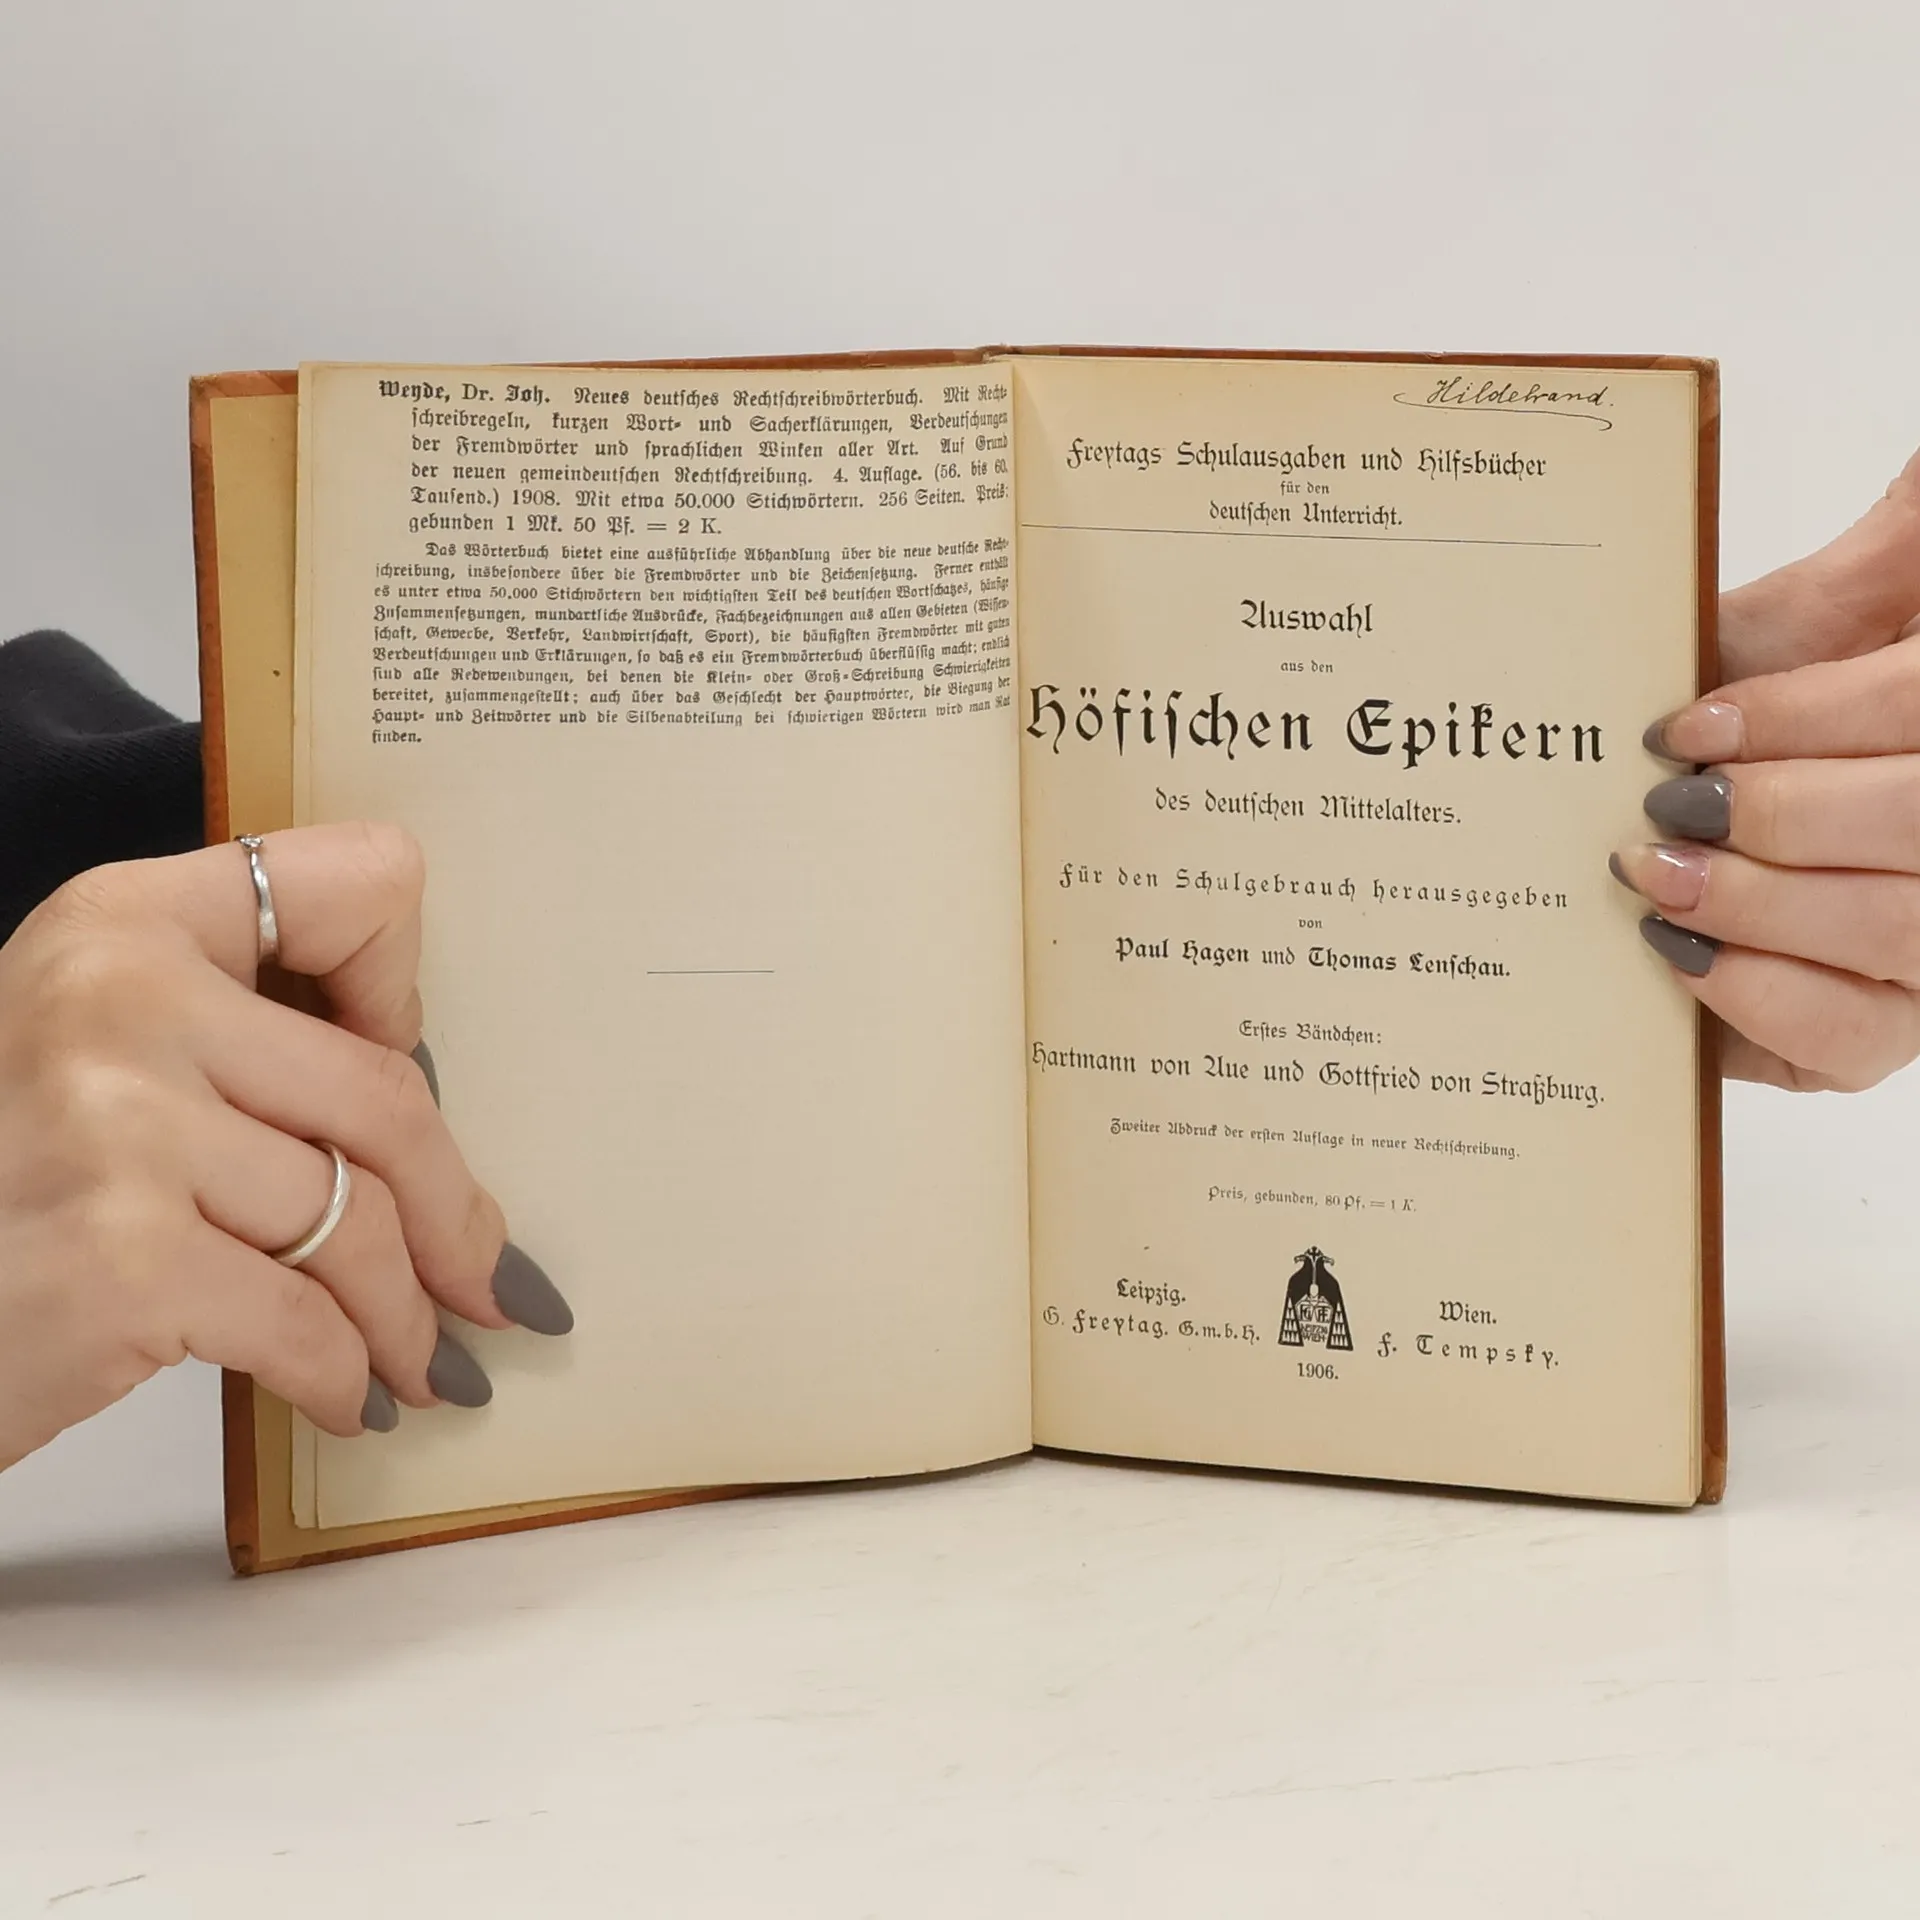 Weyde, Dr. Joh. Neues deutsches Rechtschreibwörterbuch. Mit Recht-
schreibregeln, kurzen Wort- und Sacherklärungen, Verdeutschungen
der Fremdwörter und sprachlichen Winken aller Art. Auf Grund
der neuen gemeindeutschen Rechtschreibung. 4. Auflage. (56. bis 60.
Tausend.) 1908. Mit etwa 50.000 Stichwörtern. 256 Seiten. Preis:
gebunden 1 Mk. 50 Pf. = 2 K.
Das Wörterbuch bietet eine ausführliche Abhandlung über die neue deutsche Recht-
schreibung, insbesondere über die Fremdwörter und die Zeichensetzung. Ferner enthält
es unter etwa 50.000 Stichwörtern den wichtigsten Teil des deutschen Wortschatzes, häufige
Zusammensetzungen, mundartliche Ausdrücke, Fachbezeichnungen aus allen Gebieten (Wissen-
schaft, Gewerbe, Verkehr, Landwirtschaft, Sport), die häufigsten Fremdwörter mit guten
Verdeutschungen und Erklärungen, so daß es ein Fremdwörterbuch überflüssig macht; endlich
sind alle Redewendungen, bei denen die Klein- oder Groß-Schreibung Schwierigkeiten
bereitet, zusammengestellt; auch über das Geschlecht der Hauptwörter, die Biegung der
Haupt- und Zeitwörter und die Silbenabteilung bei schwierigen Wörtern wird man Rat
finden.
Hildebrand.
Freytags Schulausgaben und Hilfsbücher
für den
deutschen Unterricht.
Auswahl
aus den
Höfischen Epikern
des deutschen Mittelalters.
Für den Schulgebrauch herausgegeben
von
Paul Hagen und Thomas Lenschau.
Erstes Bändchen:
Hartmann von Aue und Gottfried von Straßburg.
Zweiter Abdruck der ersten Auflage in neuer Rechtschreibung.
Preis, gebunden, 80 Pf. = 1 K.
Leipzig.
G. Freytag. G.m.b.H.
Wien.
F. Tempsky.
1906.